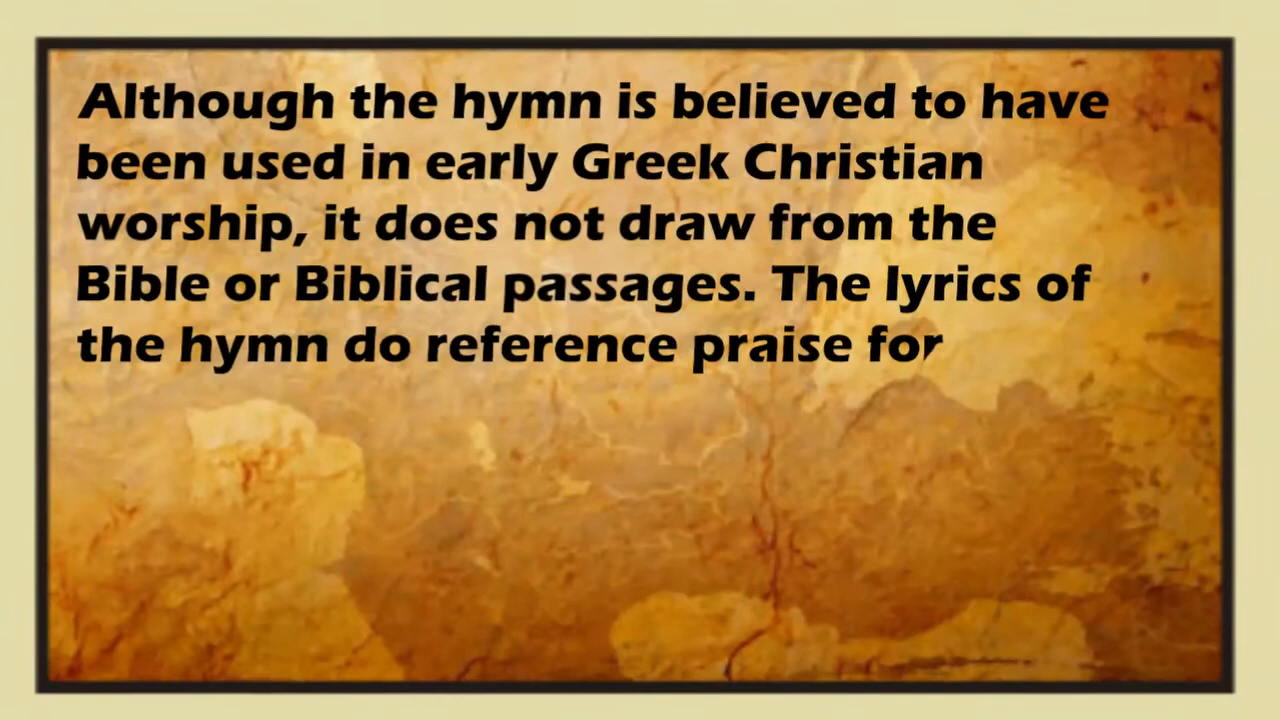 Although the hymn is believed to have
been used in early Greek Christian
worship, it does not draw from the
Bible or Biblical passages. The lyrics of
the hymn do reference praise for